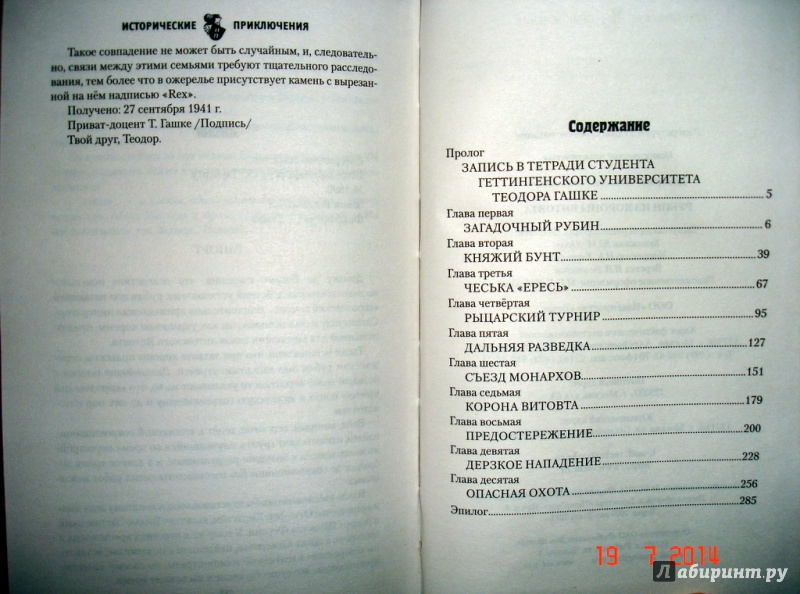 ИСТОРИЧЕСКИЕ ПРИКЛЮЧЕНИЯ
Такое совпадение не может быть случайным, и, следователь-
но, связи между этими семьями требуют тщательного расследо-
вания, тем более что в ожерелье присутствует камень с вырезан-
ной на нём надписью «Rex».
Получено: 27 сентября 1941 г.
Приват-доцент Т. Гашке /Подпись/
Твой друг, Теодор.
Содержание
Пролог
ЗАПИСЬ В ТЕТРАДИ СТУДЕНТА
ГЕТТИНГЕНСКОГО УНИВЕРСИТЕТА
ТЕОДОРА ГАШКЕ 5
Глава первая
ЗАГАДОЧНЫЙ РУБИН 6
Глава вторая
КНЯЖИЙ БУНТ 39
Глава третья
ЧЕСЬКА «ЕРЕСЬ» 67
Глава четвёртая
РЫЦАРСКИЙ ТУРНИР 95
Глава пятая
ДАЛЬНЯЯ РАЗВЕДКА 127
Глава шестая
СЪЕЗД МОНАРХОВ 151
Глава седьмая
КОРОНА ВИТОВТА 179
Глава восьмая
ПРЕДОСТЕРЕЖЕНИЕ 200
Глава девятая
ДЕРЗКОЕ НАПАДЕНИЕ 228
Глава десятая
ОПАСНАЯ ОХОТА 256
Эпилог 285
19 7 2014
Лабиринт.ру